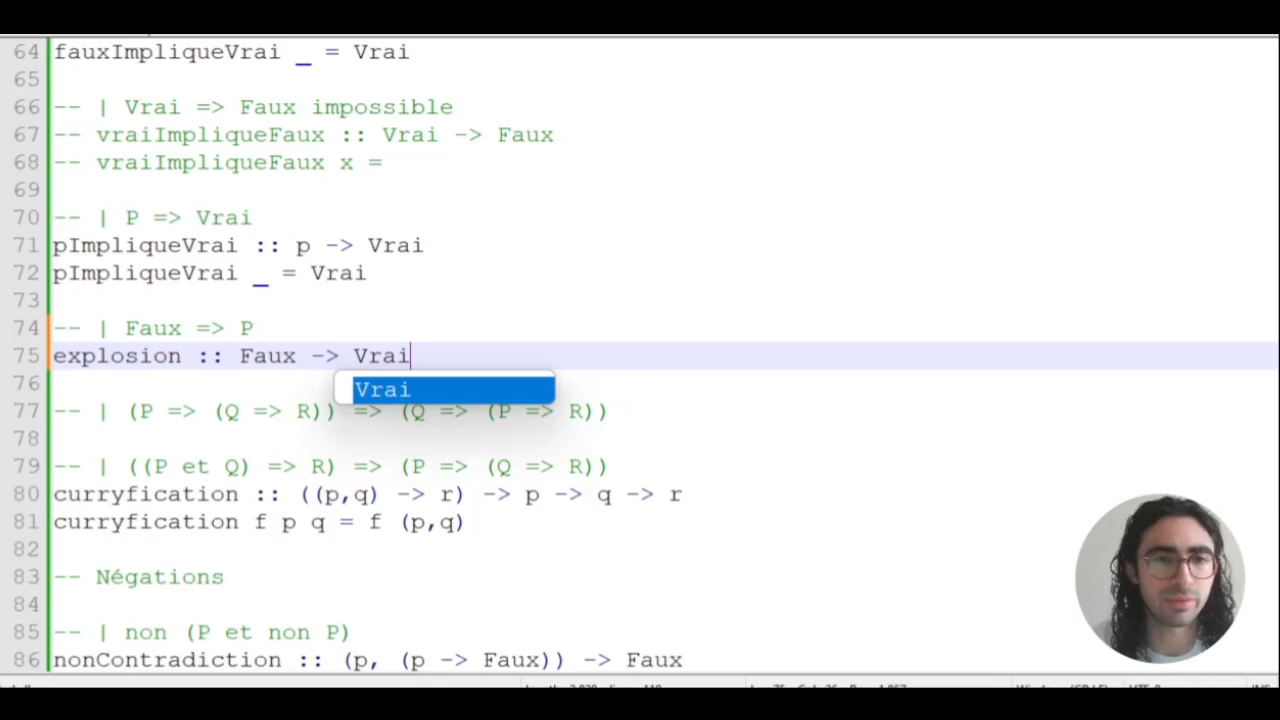 64 fauxImpliqueVrai _ = Vrai
65
66 -- | Vrai => Faux impossible
67 -- vraiImpliqueFaux :: Vrai -> Faux
68 -- vraiImpliqueFaux x =
69
70 -- | P => Vrai
71 pImpliqueVrai :: p -> Vrai
72 pImpliqueVrai _ = Vrai
73
74 -- | Faux => P
75 explosion :: Faux -> Vrai
76
Vrai
77 -- | (P => (Q => R)) => (Q => (P => R))
78
79 -- | ((P et Q) => R) => (P => (Q => R))
80 curryfication :: ((p,q) -> r) -> p -> q -> r
81 curryfication f p q = f (p,q)
82
83 -- Négations
84
85 -- | non (P et non P)
86 nonContradiction :: (p, (p -> Faux)) -> Faux